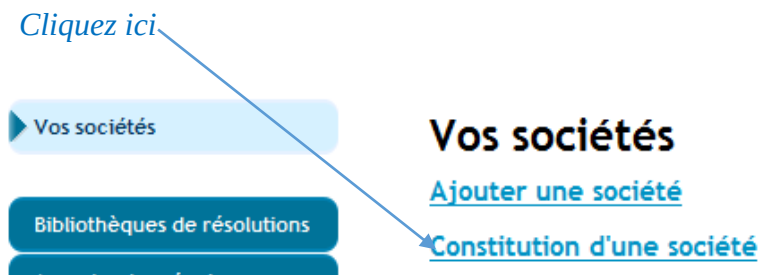 Cliquez ici
Vos sociétés
Vos sociétés
Ajouter une société
Bibliothèques de résolutions
Constitution d'une société